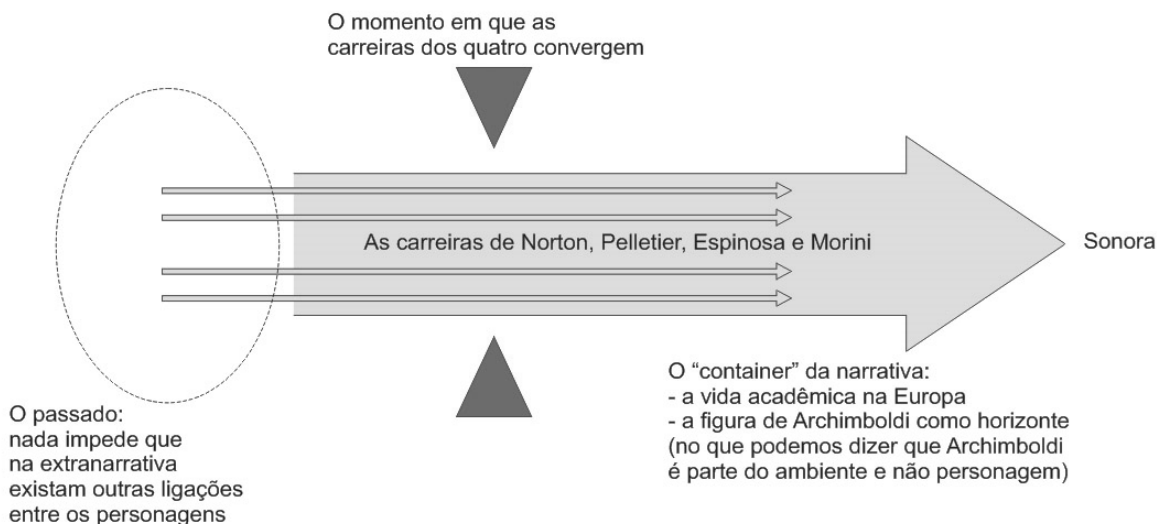 O momento em que as
carreiras dos quatro convergem
As carreiras de Norton, Pelletier, Espinosa e Morini
Sonora
O “container” da narrativa:
- a vida acadêmica na Europa
- a figura de Archimboldi como horizonte
(no que podemos dizer que Archimboldi
é parte do ambiente e não personagem)
O passado:
nada impede que
na extranarrativa
existam outras ligações
entre os personagens